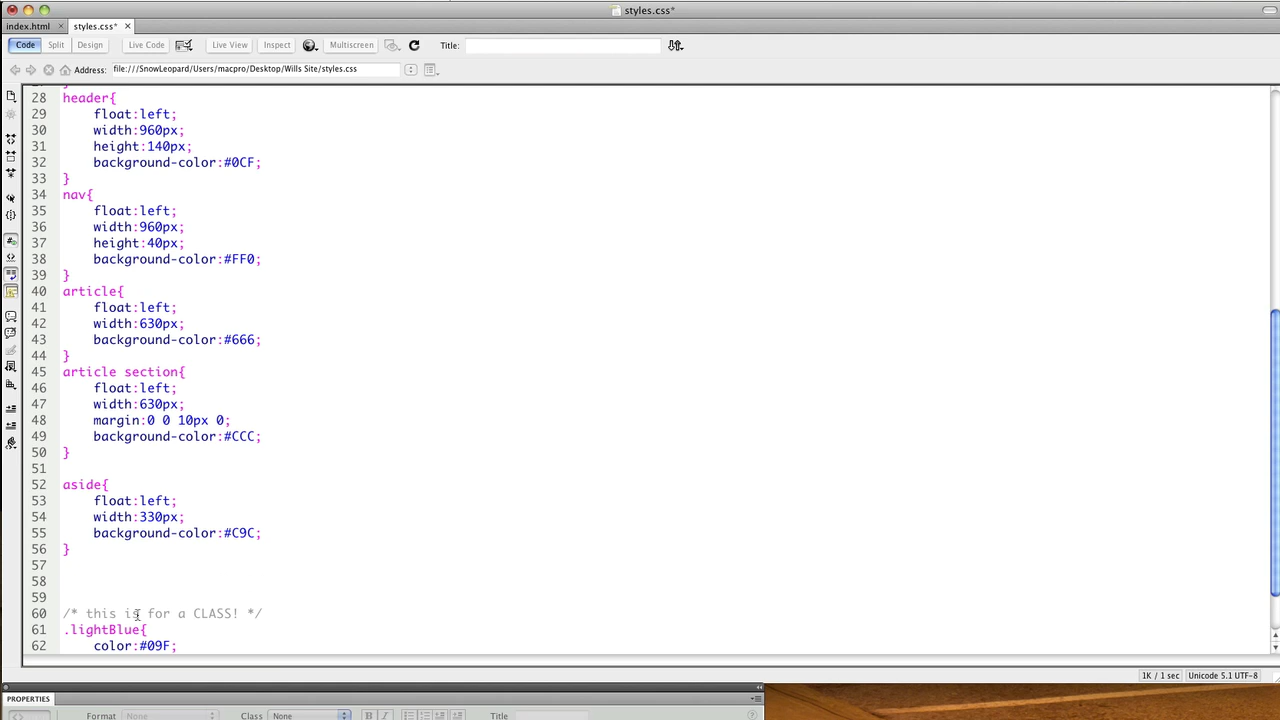 styles.css*
index.html × styles.css* ×
Code Split Design Live Code Live View Inspect Multiscreen Title:
Address: file:///SnowLeopard/Users/macpro/Desktop/Wills Site/styles.css
28 header{
29 float:left;
30 width:960px;
31 height:140px;
32 background-color:#0CF;
33 }
34 nav{
35 float:left;
36 width:960px;
37 height:40px;
38 background-color:#FF0;
39 }
40 article{
41 float:left;
42 width:630px;
43 background-color:#666;
44 }
45 article section{
46 float:left;
47 width:630px;
48 margin:0 0 10px 0;
49 background-color:#CCC;
50 }
51
52 aside{
53 float:left;
54 width:330px;
55 background-color:#C9C;
56 }
57
58
59
60 /* this is for a CLASS! */
61 .lightBlue{
62 color:#09F;
1K / 1 sec Unicode 5.1 UTF-8
PROPERTIES
Format None Class None B I Title